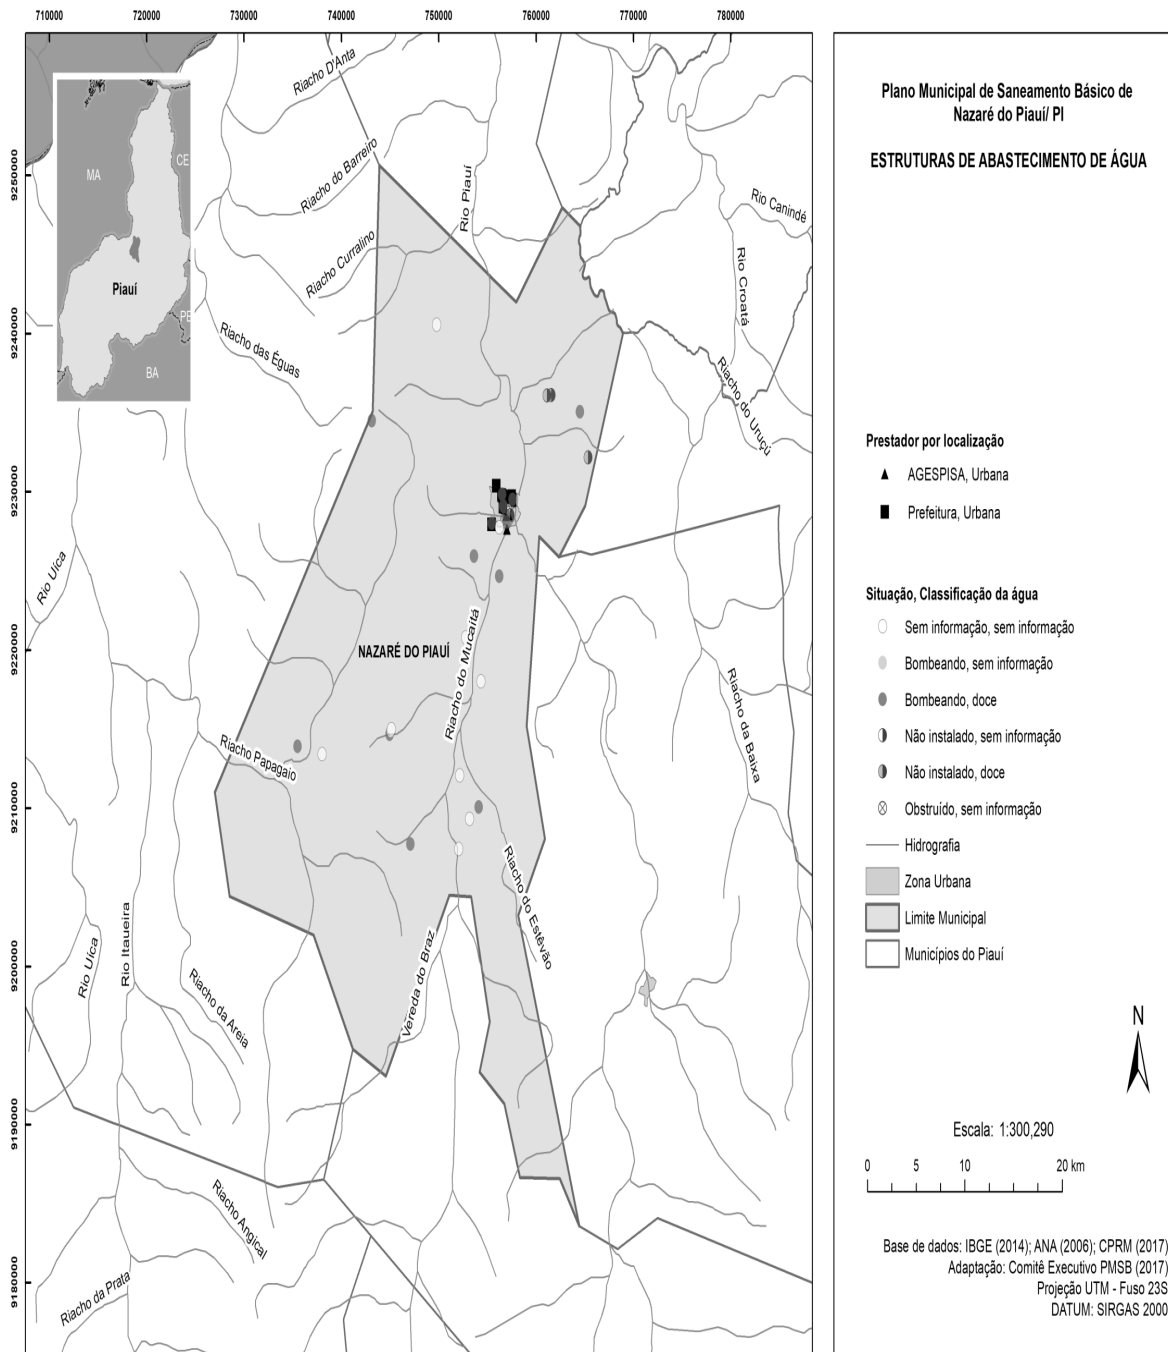 710000 720000 730000 740000 750000 760000 770000 780000
9250000
9240000
9230000
9220000
9210000
9200000
9190000
9180000
MA
CE
Piauí
PE
BA
Riacho D'Anta
Riacho do Barreiro
Riacho Curralino
Rio Piauí
Rio Canindé
Rio Croatá
Riacho das Éguas
Riacho do Uruçú
Rio Uíca
NAZARÉ DO PIAUÍ
Riacho do Mucaítá
Riacho Papagaio
Riacho da Baixa
Riacho do Estêvão
Vereda do Braz
Rio Uíca
Rio Itaueira
Riacho da Areia
Riacho Angical
Riacho da Prata
Plano Municipal de Saneamento Básico de
Nazaré do Piauí/ PI
ESTRUTURAS DE ABASTECIMENTO DE ÁGUA
Prestador por localização
AGESPISA, Urbana
Prefeitura, Urbana
Situação, Classificação da água
Sem informação, sem informação
Bombeando, sem informação
Bombeando, doce
Não instalado, sem informação
Não instalado, doce
Obstruído, sem informação
Hidrografia
Zona Urbana
Limite Municipal
Municípios do Piauí
N
Escala: 1:300,290
0 5 10 20 km
Base de dados: IBGE (2014); ANA (2006); CPRM (2017)
Adaptação: Comitê Executivo PMSB (2017)
Projeção UTM - Fuso 23S
DATUM: SIRGAS 2000